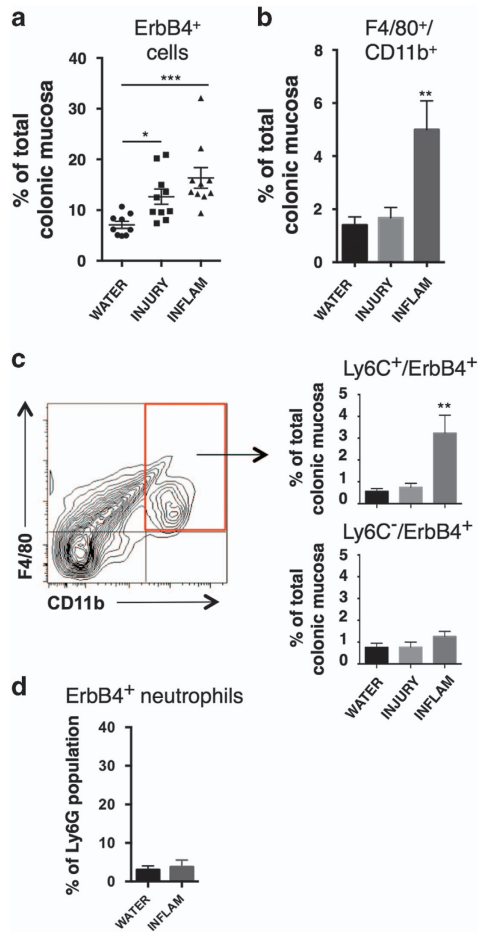 a
ErbB4+
cells
% of total
colonic mucosa
40
30
20
10
0
***
*
WATER
INJURY
INFLAM
b
F4/80+/
CD11b+
% of total
colonic mucosa
8
6
4
2
0
**
WATER
INJURY
INFLAM
c
F4/80
CD11b
Ly6C+/ErbB4+
% of total
colonic mucosa
5
4
3
2
1
0
**
Ly6C-/ErbB4+
% of total
colonic mucosa
5
4
3
2
1
0
WATER
INJURY
INFLAM
d
ErbB4+ neutrophils
% of Ly6G population
40
30
20
10
0
WATER
INFLAM